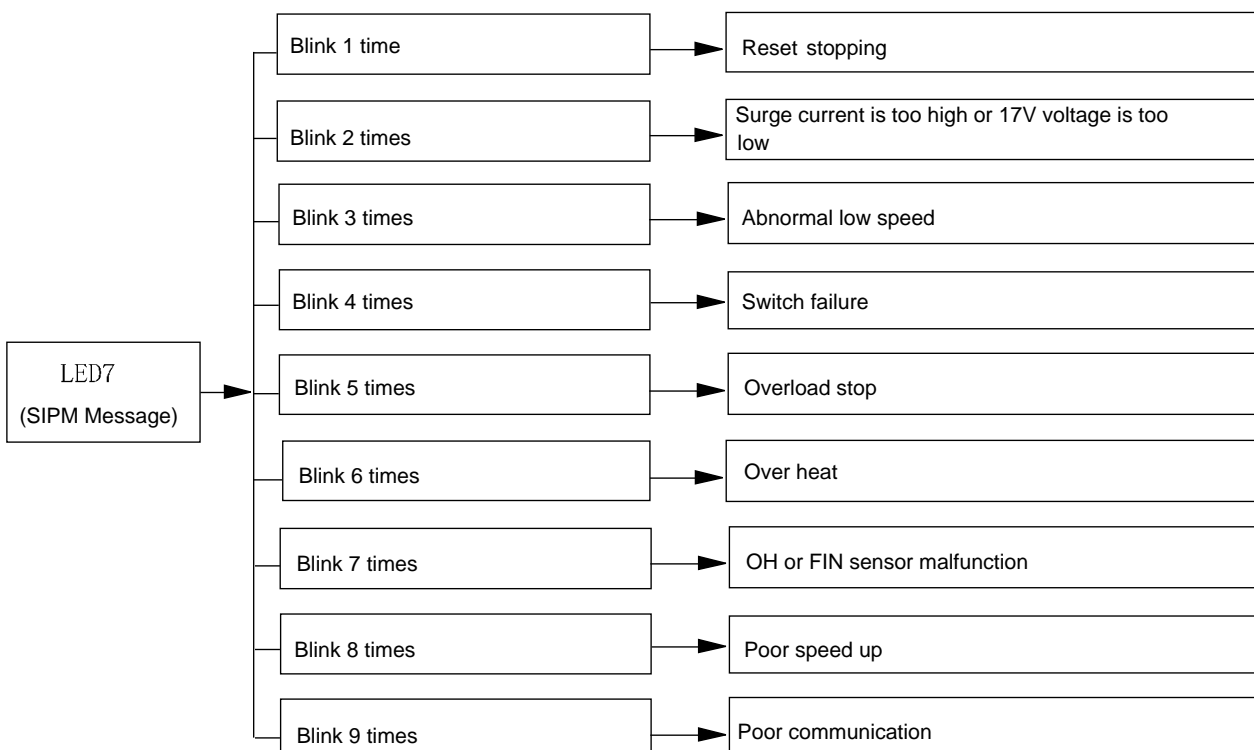 Blink 1 time
Reset stopping
Blink 2 times
Surge current is too high or 17V voltage is too
low
Blink 3 times
Abnormal low speed
Blink 4 times
Switch failure
LED7
(SIPM Message)
Blink 5 times
Overload stop
Blink 6 times
Over heat
Blink 7 times
OH or FIN sensor malfunction
Blink 8 times
Poor speed up
Blink 9 times
Poor communication